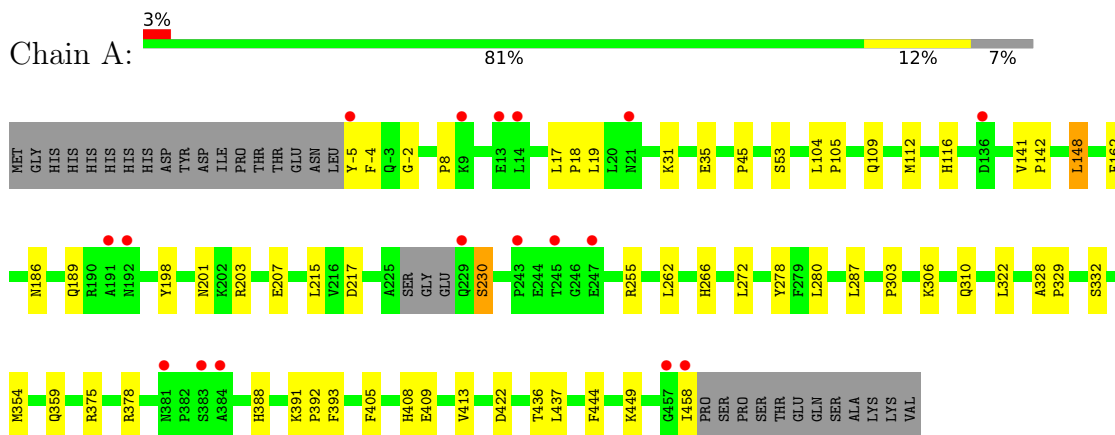 3%
Chain A:
81% 12% 7%
MET GLY HIS HIS HIS HIS HIS HIS ASP TYR ASP ILE PRO THR THR GLU ASN LEU Y-5 F-4 Q-3 G-2 P8 K9 E13 L14 L17 P18 L19 L20 N21 K31 E35 P45 S53 L104 P105 Q109 M112 H116 D136 V141 P142 L148
N186 Q189 R190 A191 N192 Y198 N201 K202 R203 E207 L215 V216 D217 A225 SER GLY GLU Q229 S230 P243 E244 T245 G246 E247 R255 L262 H266 L272 Y278 F279 L280 L287 P303 K306 Q310 L322 A328 P329 S332
M354 Q359 R375 R378 N381 P382 S383 A384 H388 K391 P392 F393 F405 H408 E409 V413 D422 T436 L437 F444 K449 G457 I458 PRO SER PRO SER THR GLU GLN SER ALA LYS LYS VAL